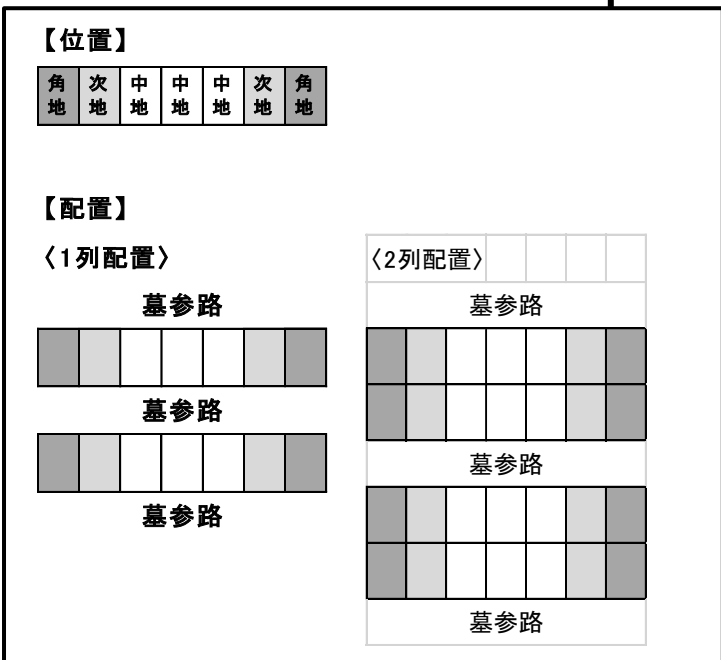 【位置】
角地 次地 中地 中地 中地 次地 角地
【配置】
〈1列配置〉
墓参路
墓参路
墓参路
〈2列配置〉
墓参路
墓参路
墓参路